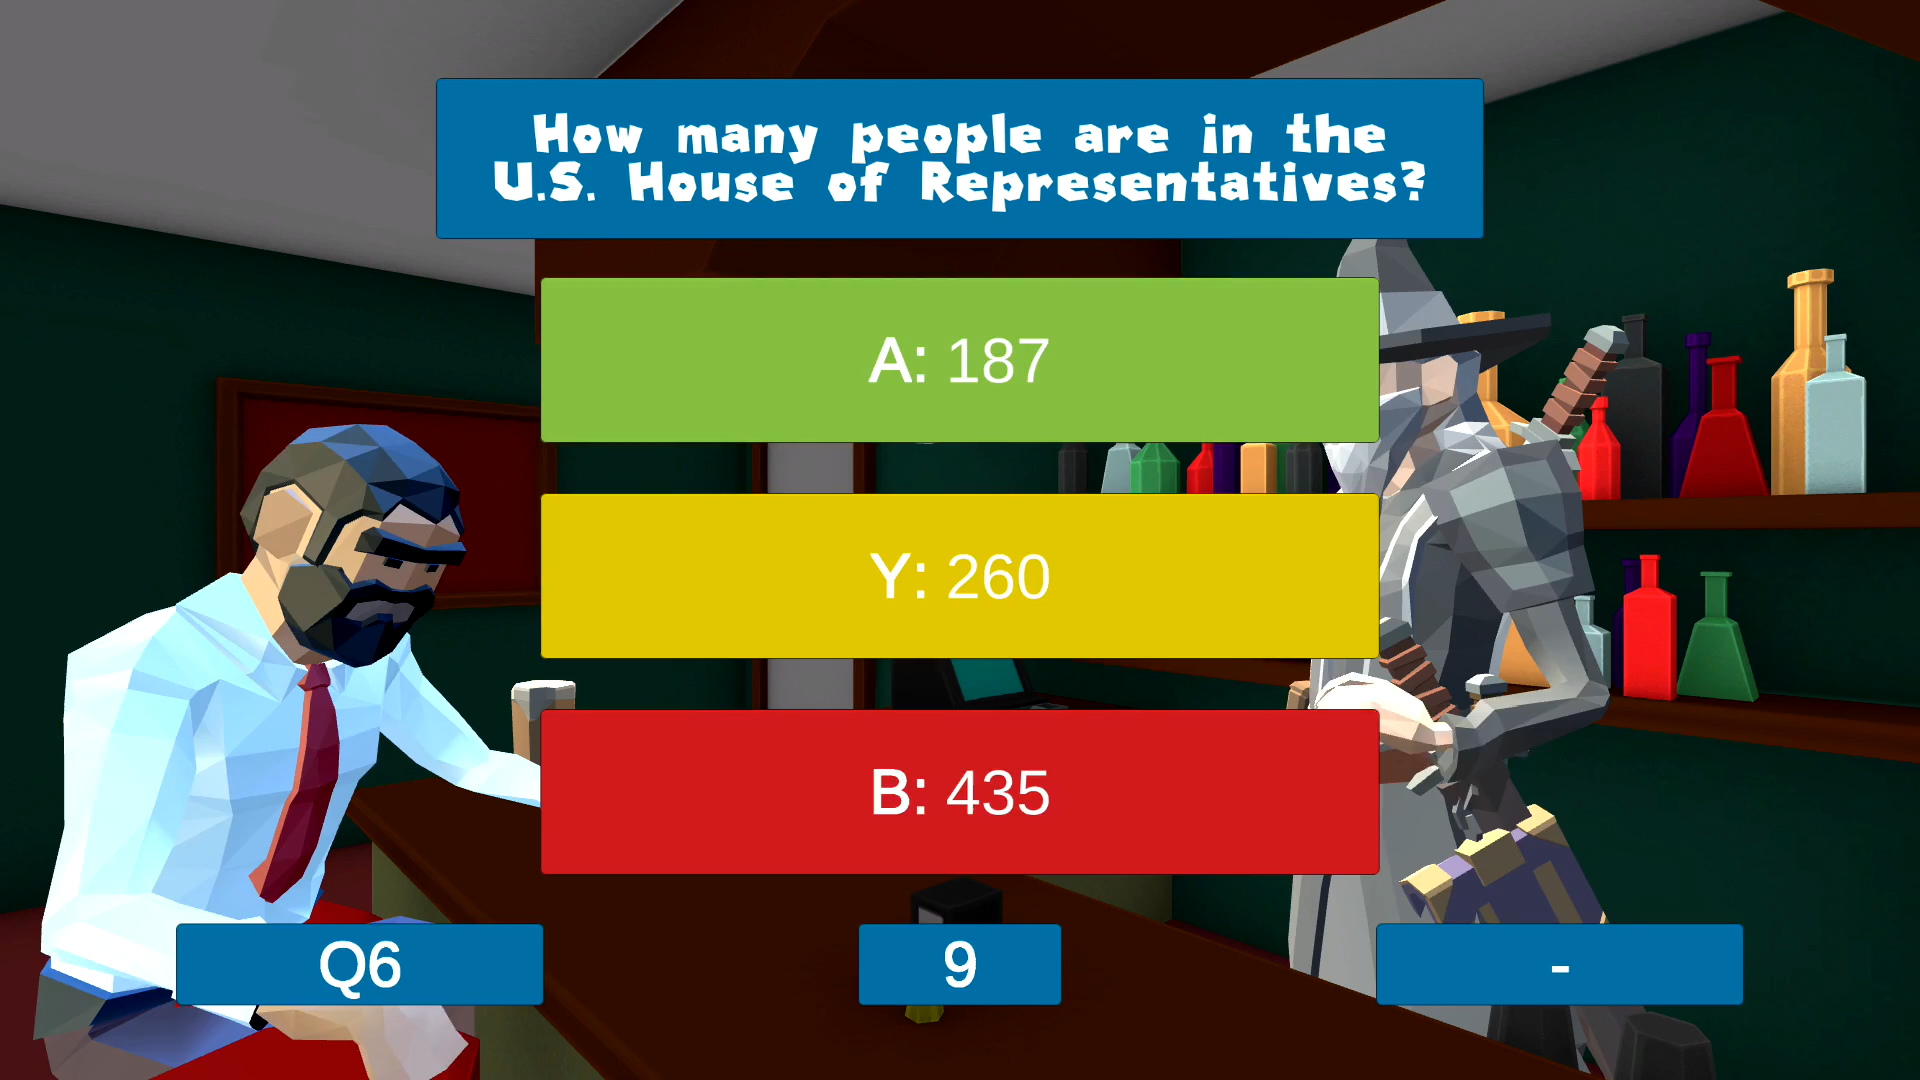 How many people are in the
U.S. House of Representatives?
A: 187
Y: 260
B: 435
Q6
9
-